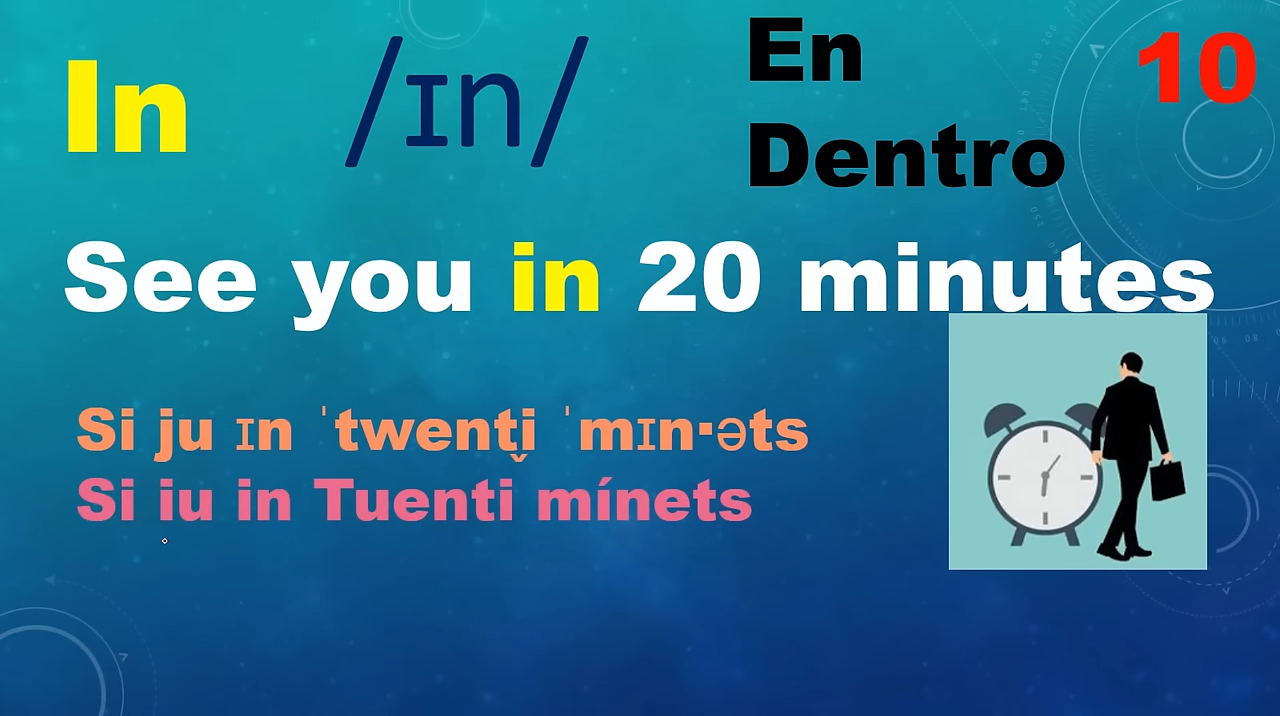 In /ɪn/ En 10
Dentro
See you in 20 minutes
Si ju ɪn ˈtwent̬i ˈmɪn·əts
Si iu in Tuenti mínets